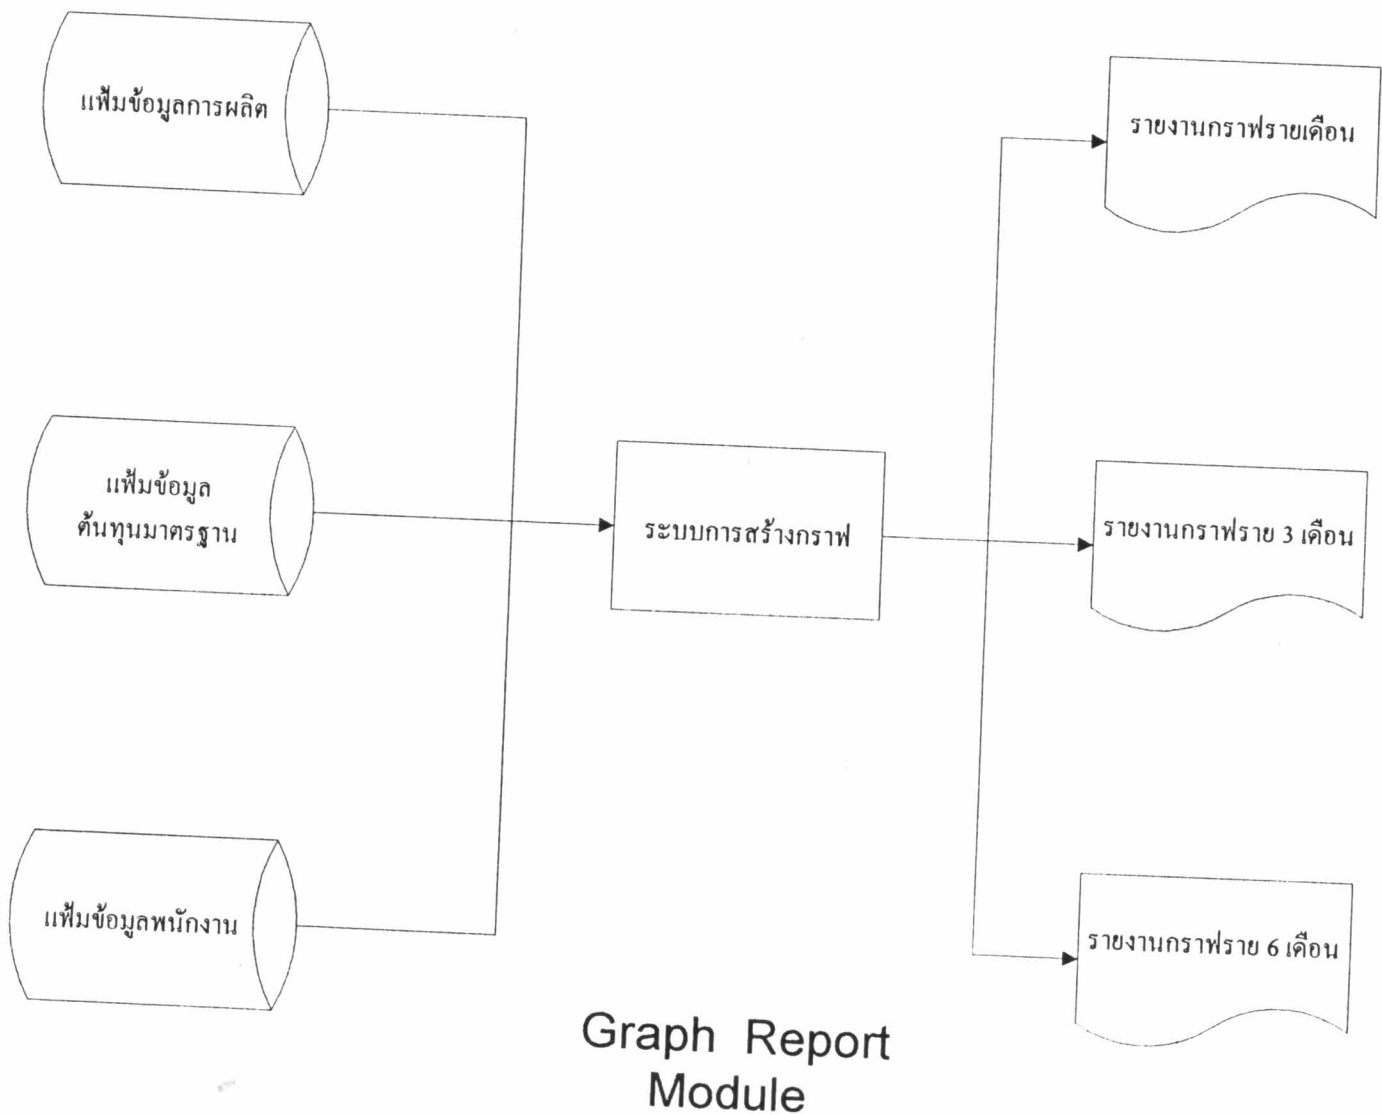 แฟ้มข้อมูลการผลิต
รายงานกราฟรายเดือน
แฟ้มข้อมูล
ต้นทุนมาตรฐาน
ระบบการสร้างกราฟ
รายงานกราฟราย 3 เดือน
แฟ้มข้อมูลพนักงาน
รายงานกราฟราย 6 เดือน
Graph Report
Module